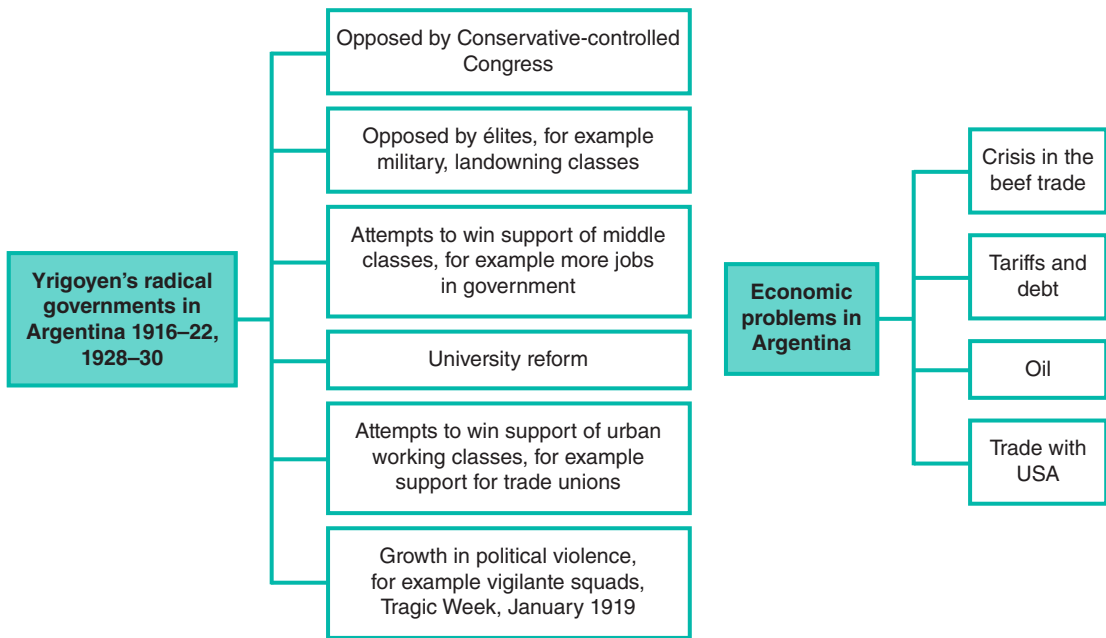 Yrigoyen's radical
governments in
Argentina 1916–22,
1928–30
Opposed by Conservative-controlled
Congress
Opposed by élites, for example
military, landowning classes
Attempts to win support of middle
classes, for example more jobs
in government
University reform
Attempts to win support of urban
working classes, for example
support for trade unions
Growth in political violence,
for example vigilante squads,
Tragic Week, January 1919
Economic
problems in
Argentina
Crisis in the
beef trade
Tariffs and
debt
Oil
Trade with
USA